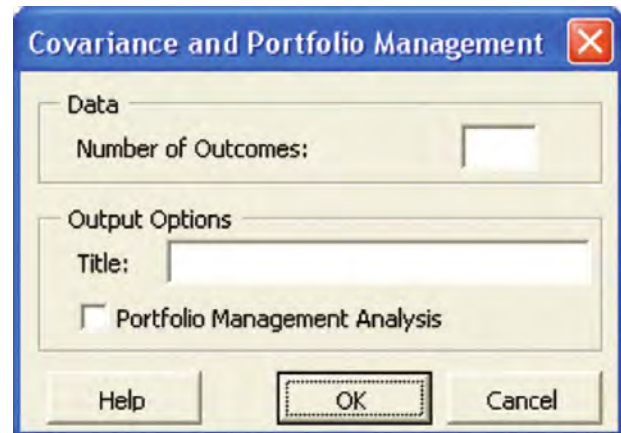 Covariance and Portfolio Management
Data
Number of Outcomes:
Output Options
Title:
Portfolio Management Analysis
Help OK Cancel